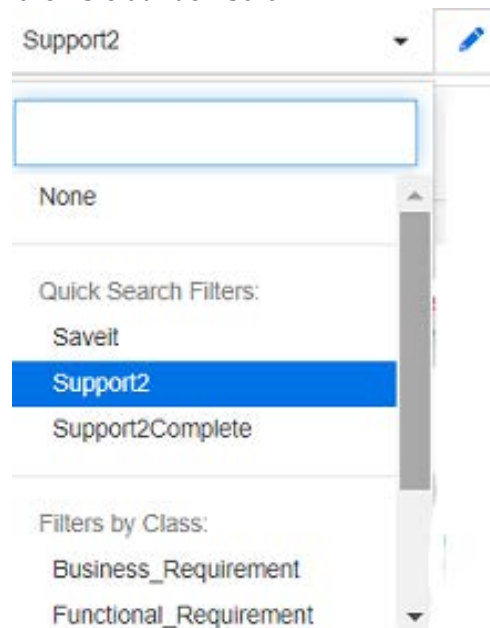 Support2
None
Quick Search Filters:
Saveit
Support2
Support2Complete
Filters by Class:
Business_Requirement
Functional_Requirement